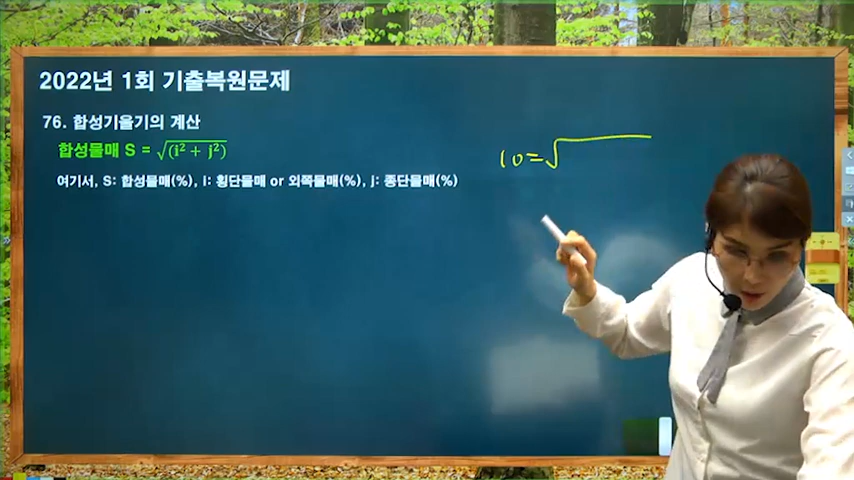 2022년 1회 기출복원문제
76. 합성기울기의 계산
합성물매 S = √(i² + j²)
여기서, S: 합성물매(%), i: 횡단물매 or 외쪽물매(%), j: 종단물매(%)
10=√